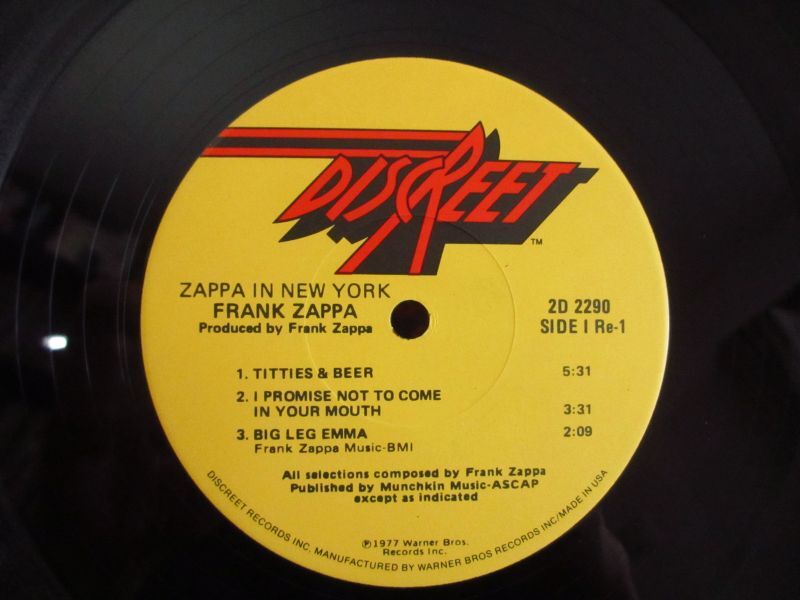 DISCREET
TM
ZAPPA IN NEW YORK
FRANK ZAPPA
Produced by Frank Zappa
2D 2290
SIDE I Re-1
1. TITTIES & BEER 5:31
2. I PROMISE NOT TO COME
IN YOUR MOUTH 3:31
3. BIG LEG EMMA 2:09
Frank Zappa Music-BMI
All selections composed by Frank Zappa
Published by Munchkin Music-ASCAP
except as indicated
℗1977 Warner Bros.
Records Inc.
DISCREET RECORDS INC. MANUFACTURED BY WARNER BROS RECORDS INC/MADE IN USA